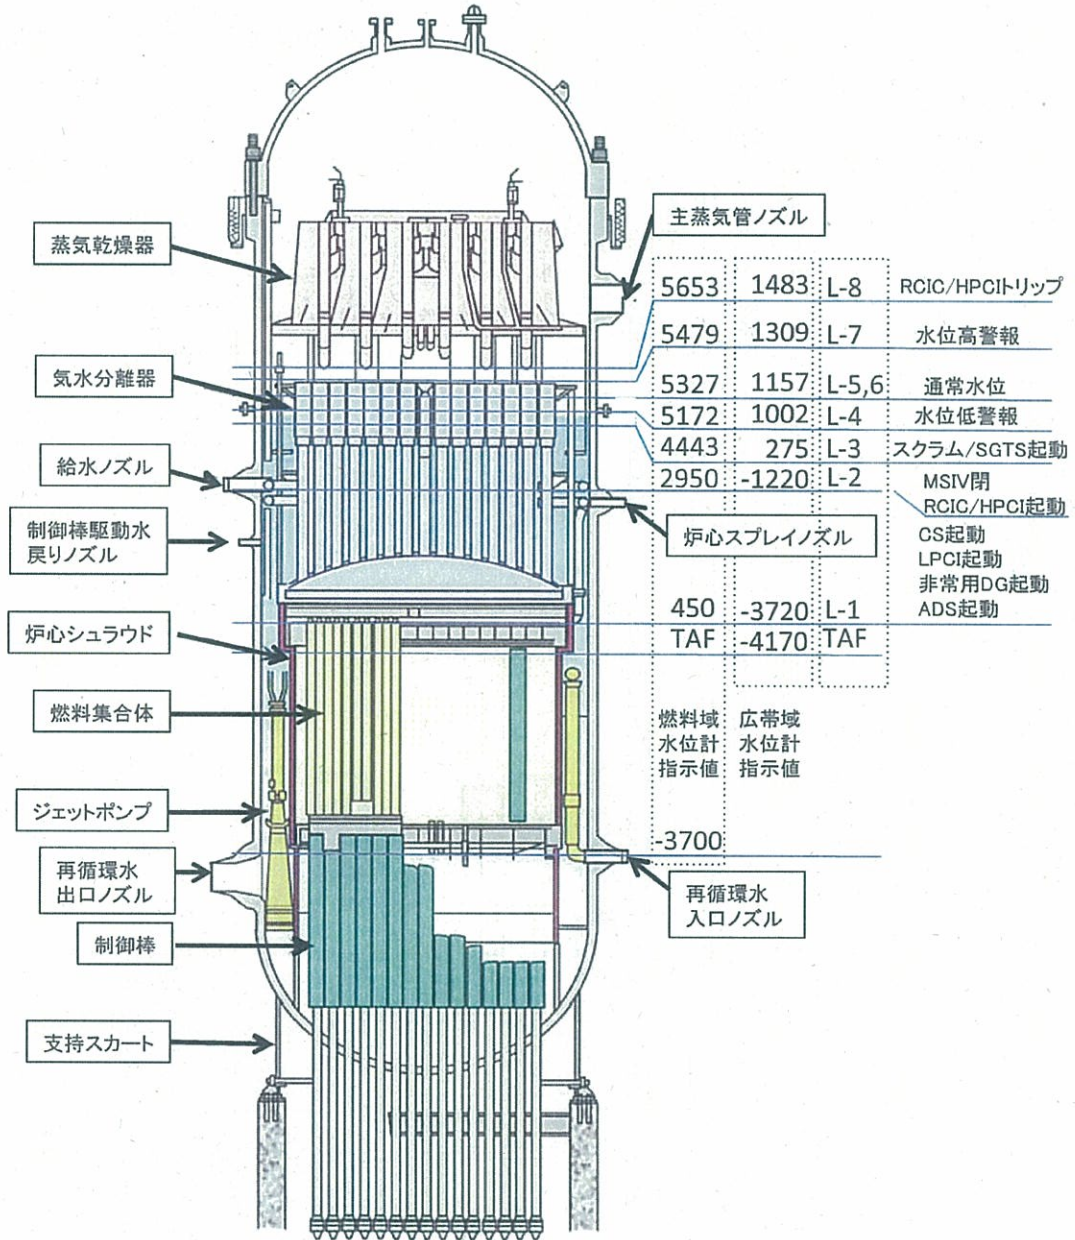 主蒸気管ノズル
蒸気乾燥器
5653 1483 L-8 RCIC/HPCIトリップ
5479 1309 L-7 水位高警報
気水分離器
5327 1157 L-5,6 通常水位
5172 1002 L-4 水位低警報
4443 275 L-3 スクラム/SGTS起動
給水ノズル
2950 -1220 L-2 MSIV閉
RCIC/HPCI起動
制御棒駆動水
戻りノズル
炉心スプレイノズル
CS起動
LPCI起動
非常用DG起動
450 -3720 L-1 ADS起動
炉心シュラウド
TAF -4170 TAF
燃料集合体
燃料域
水位計
指示値
広帯域
水位計
指示値
ジェットポンプ
-3700
再循環水
出口ノズル
再循環水
入口ノズル
制御棒
支持スカート